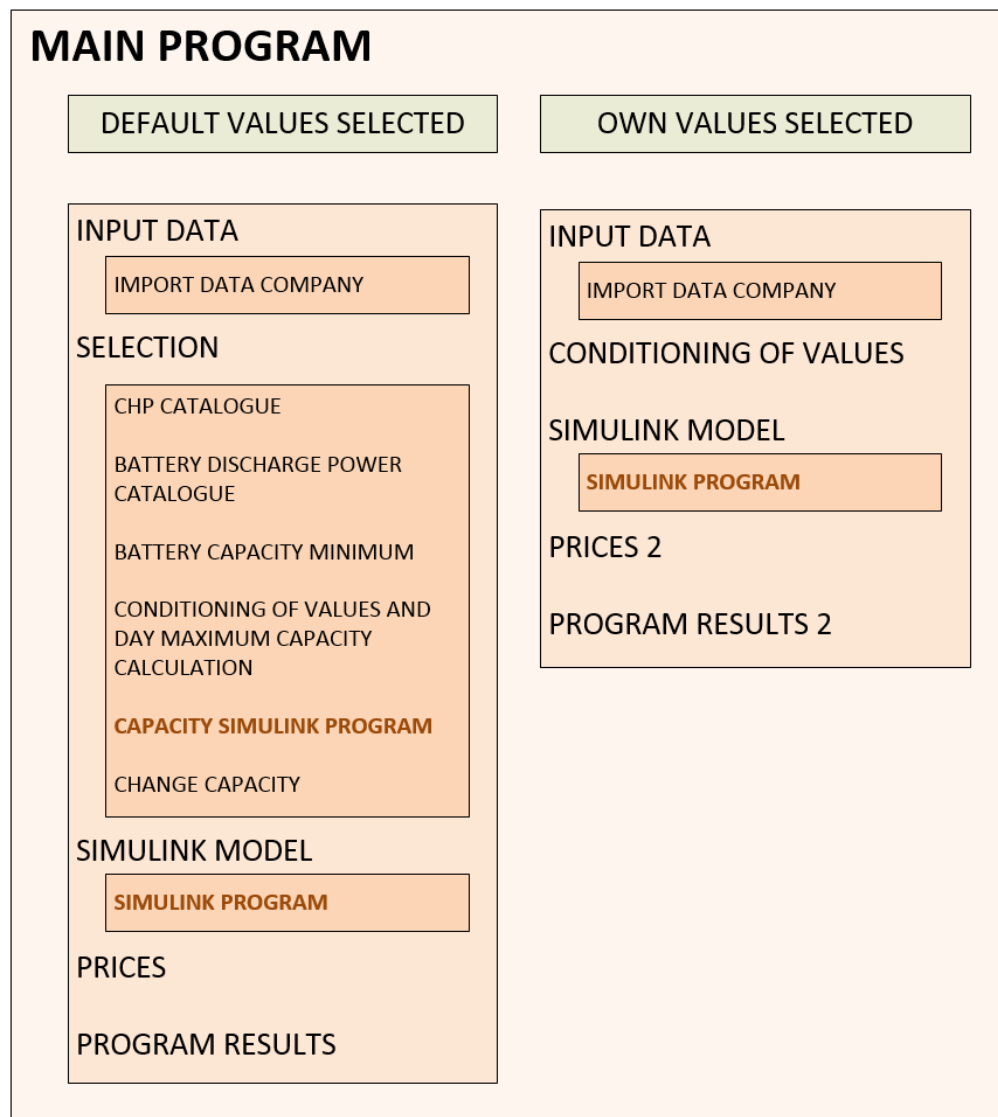 MAIN PROGRAM
DEFAULT VALUES SELECTED
INPUT DATA
IMPORT DATA COMPANY
SELECTION
CHP CATALOGUE
BATTERY DISCHARGE POWER
CATALOGUE
BATTERY CAPACITY MINIMUM
CONDITIONING OF VALUES AND
DAY MAXIMUM CAPACITY
CALCULATION
CAPACITY SIMULINK PROGRAM
CHANGE CAPACITY
SIMULINK MODEL
SIMULINK PROGRAM
PRICES
PROGRAM RESULTS
OWN VALUES SELECTED
INPUT DATA
IMPORT DATA COMPANY
CONDITIONING OF VALUES
SIMULINK MODEL
SIMULINK PROGRAM
PRICES 2
PROGRAM RESULTS 2